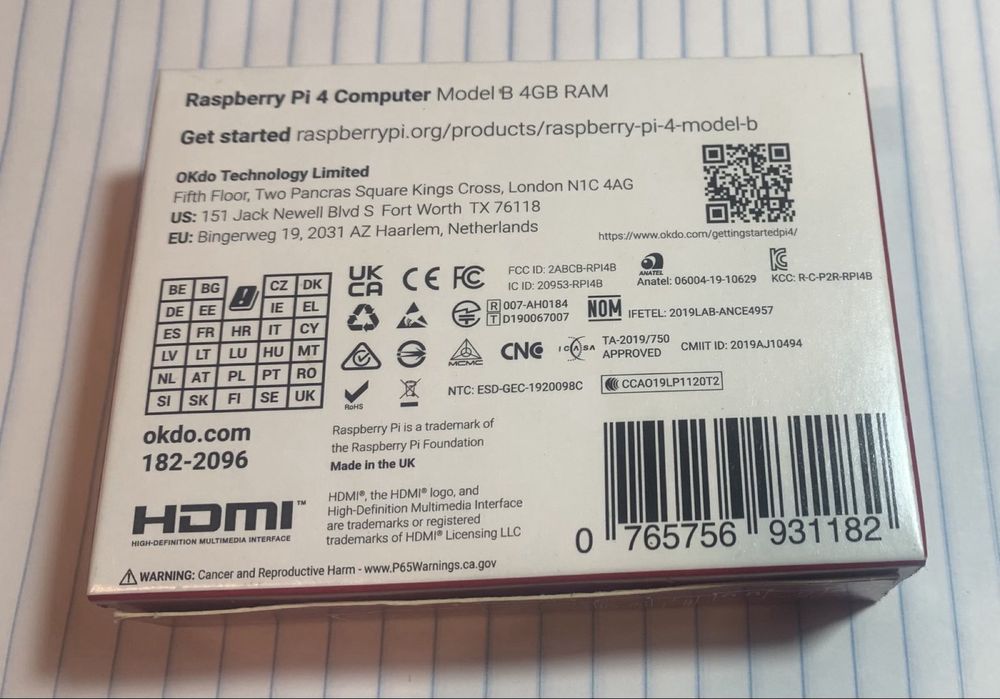 Raspberry Pi 4 Computer Model B 4GB RAM
Get started raspberrypi.org/products/raspberry-pi-4-model-b
OKdo Technology Limited
Fifth Floor, Two Pancras Square Kings Cross, London N1C 4AG
US: 151 Jack Newell Blvd S Fort Worth TX 76118
EU: Bingerweg 19, 2031 AZ Haarlem, Netherlands
https://www.okdo.com/gettingstartedpi4/
BE BG CZ DK
DE EE IE EL
ES FR HR IT CY
LV LT LU HU MT
NL AT PL PT RO
SI SK FI SE UK
UK CA CE FC
FCC ID: 2ABCB-RPI4B
IC ID: 20953-RPI4B
ANATEL
Anatel: 06004-19-10629
KCC: R-C-P2R-RPI4B
R 007-AH0184
T D190067007
NOM
IFETEL: 2019LAB-ANCE4957
MCMC
CNC
ICASA
TA-2019/750
APPROVED
CMIIT ID: 2019AJ10494
RoHS
NTC: ESD-GEC-1920098C
CCAO19LP1120T2
okdo.com
182-2096
Raspberry Pi is a trademark of
the Raspberry Pi Foundation
Made in the UK
HDMI™
HIGH-DEFINITION MULTIMEDIA INTERFACE
HDMI®, the HDMI® logo, and
High-Definition Multimedia Interface
are trademarks or registered
trademarks of HDMI® Licensing LLC
0 765756 931182
WARNING: Cancer and Reproductive Harm - www.P65Warnings.ca.gov